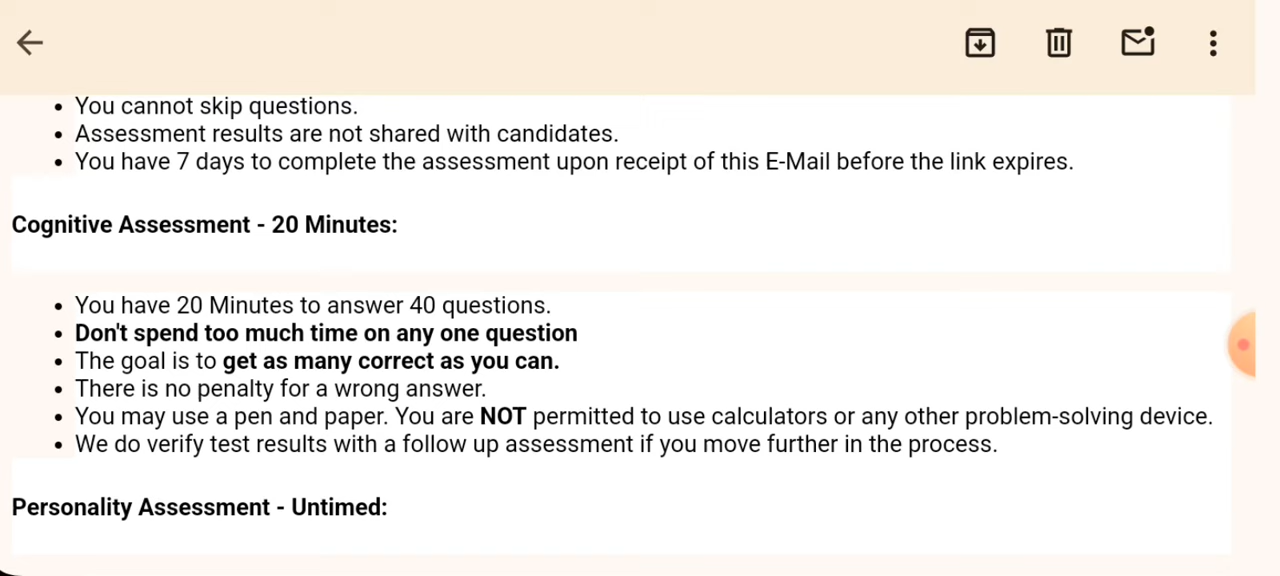 • You cannot skip questions.
• Assessment results are not shared with candidates.
• You have 7 days to complete the assessment upon receipt of this E-Mail before the link expires.
Cognitive Assessment - 20 Minutes:
• You have 20 Minutes to answer 40 questions.
• Don't spend too much time on any one question
• The goal is to get as many correct as you can.
• There is no penalty for a wrong answer.
• You may use a pen and paper. You are NOT permitted to use calculators or any other problem-solving device.
• We do verify test results with a follow up assessment if you move further in the process.
Personality Assessment - Untimed: